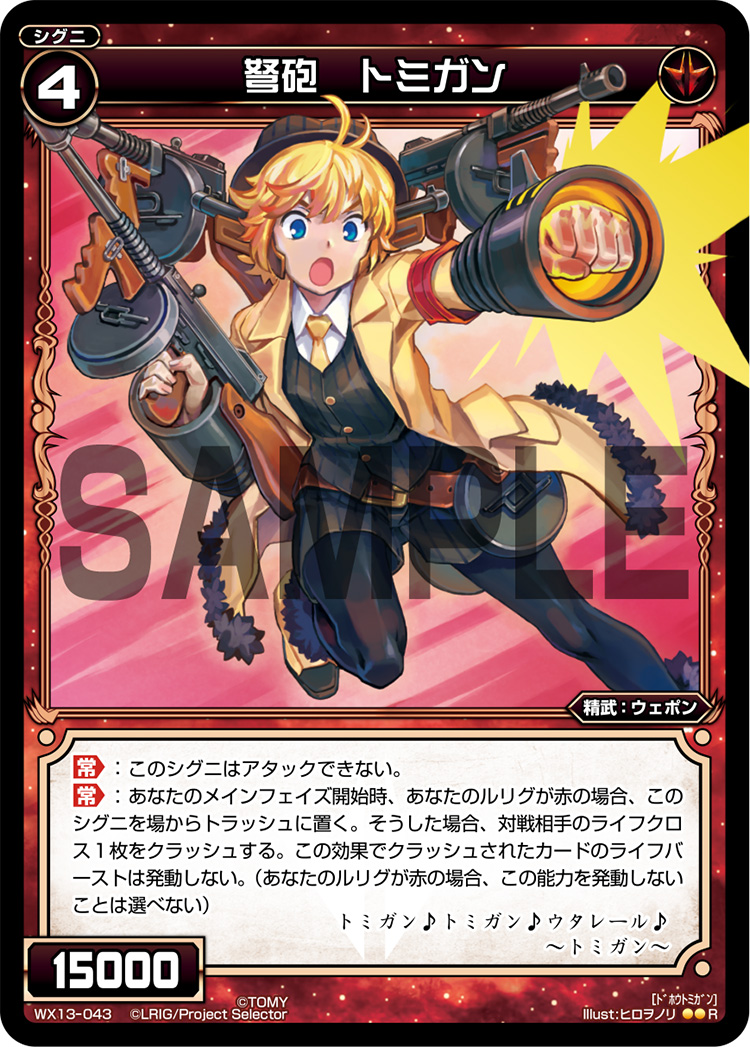 シグニ
4
弩砲 トミガン
SAMPLE
精武：ウェポン
常：このシグニはアタックできない。
常：あなたのメインフェイズ開始時、あなたのルリグが赤の場合、この
シグニを場からトラッシュに置く。そうした場合、対戦相手のライフクロ
ス１枚をクラッシュする。この効果でクラッシュされたカードのライフバ
ーストは発動しない。（あなたのルリグが赤の場合、この能力を発動しない
ことは選べない）
トミガン♪トミガン♪ウタレール♪
～トミガン～
15000
WX13-043 ©LRIG/Project Selector
©TOMY
[ﾄﾞﾎｳﾄﾐｶﾞﾝ]
Illust:ヒロヲノリ R